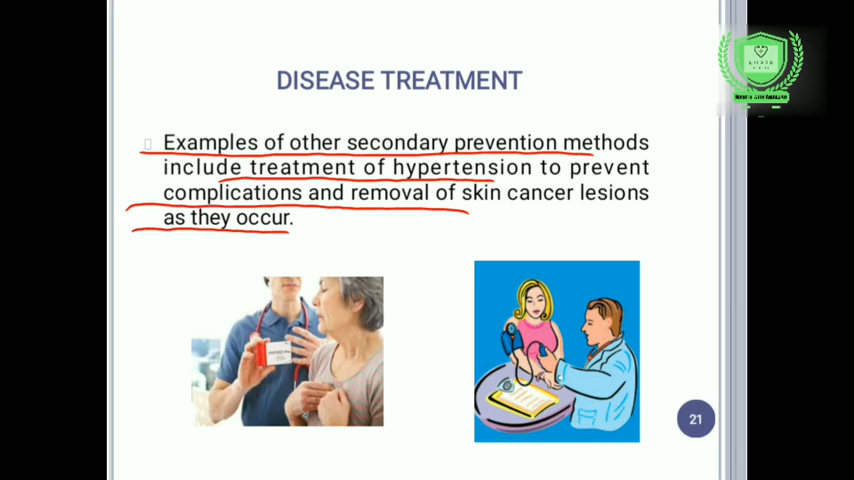 DISEASE TREATMENT
Examples of other secondary prevention methods
include treatment of hypertension to prevent
complications and removal of skin cancer lesions
as they occur.
21